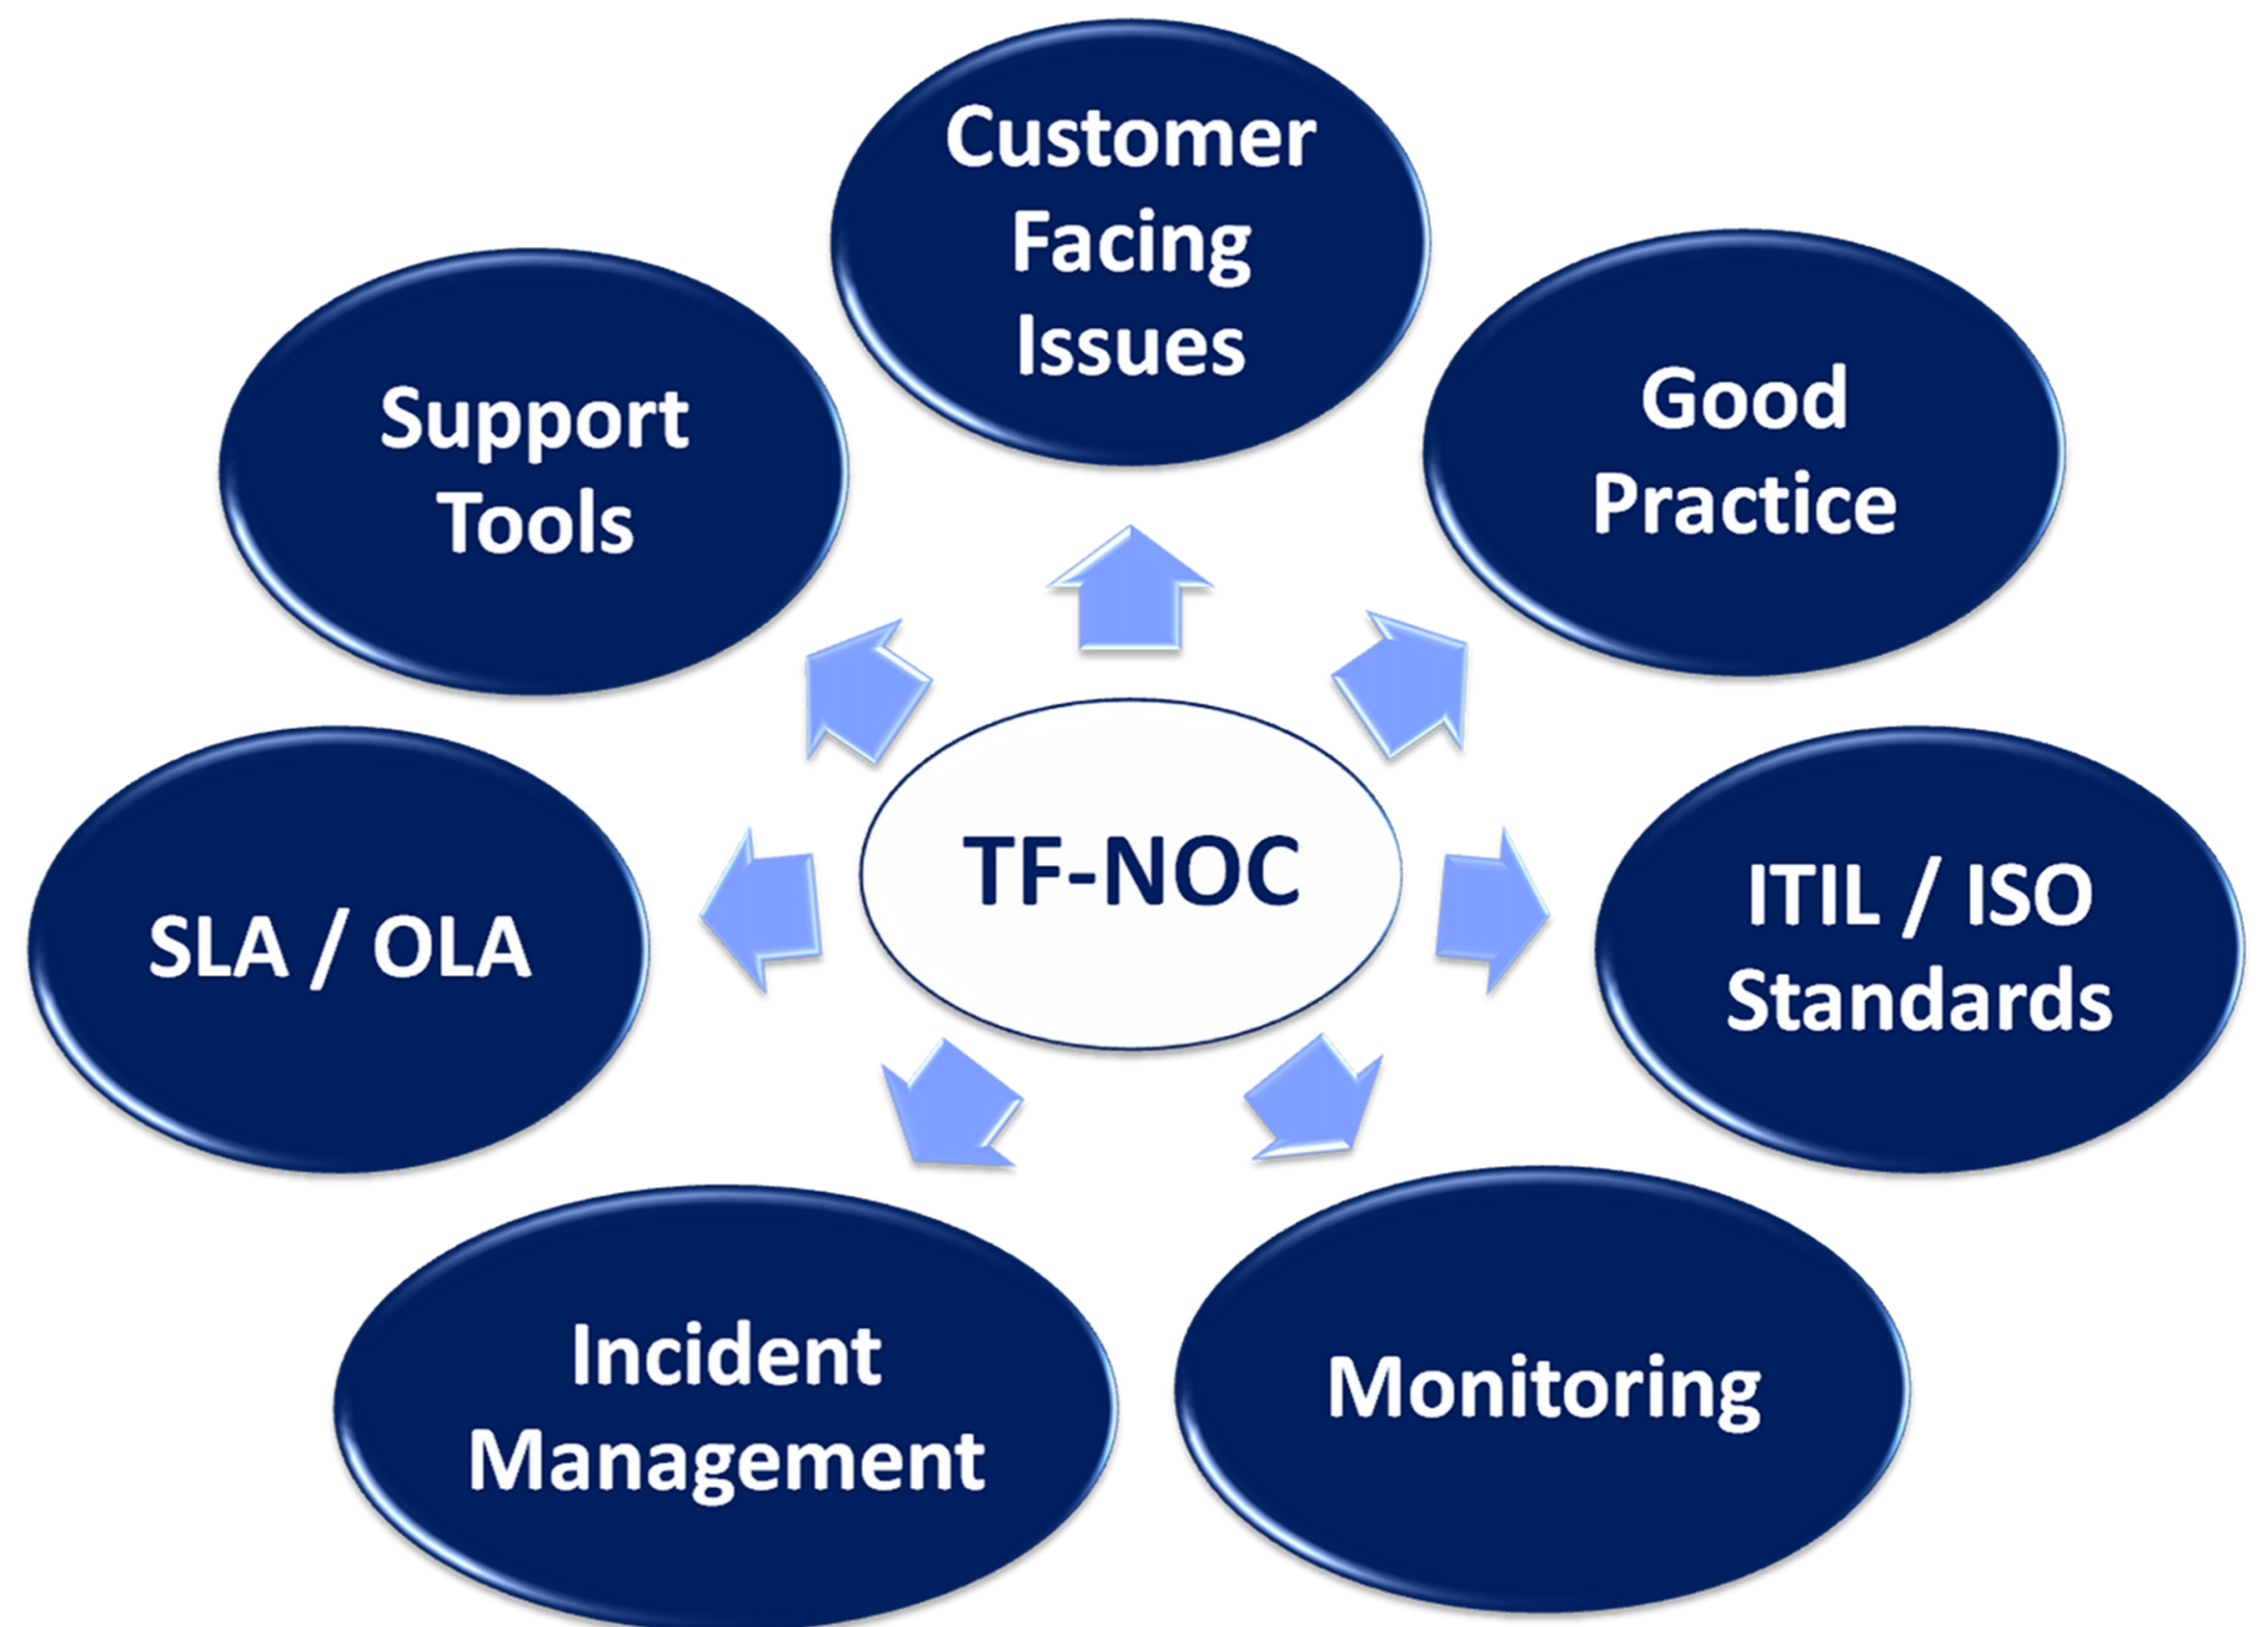 Customer
Facing
Issues
Good
Practice
Support
Tools
TF-NOC
ITIL / ISO
Standards
SLA / OLA
Incident
Management
Monitoring